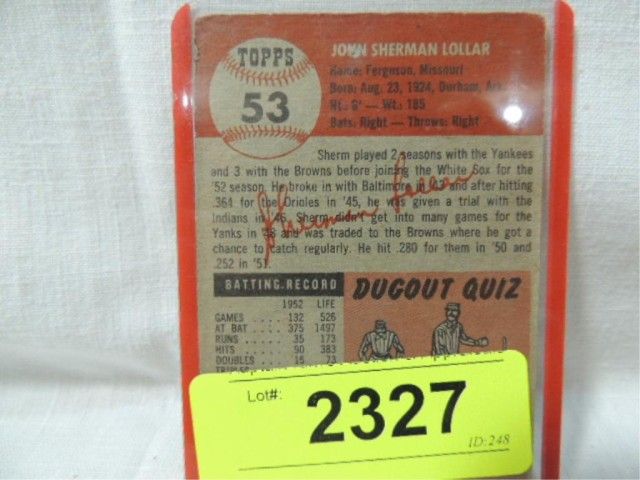 TOPPS
53
JOHN SHERMAN LOLLAR
Home: Ferguson, Missouri
Born: Aug. 23, 1924, Durham, Ark.
Ht.: 6' — Wt.: 185
Bats: Right — Throws: Right
Sherm played 2 seasons with the Yankees
and 3 with the Browns before joining the White Sox for the
'52 season. He broke in with Baltimore in '43 and after hitting
.364 for the Orioles in '45, he was given a trial with the
Indians in '46. Sherm didn't get into many games for the
Yanks in '48 and was traded to the Browns where he got a
chance to catch regularly. He hit .280 for them in '50 and
.252 in '51.
Sherman Lollar
BATTING RECORD
1952 LIFE
GAMES .... 132 526
AT BAT .... 375 1497
RUNS .... 35 173
HITS .... 90 383
DOUBLES .. 15 73
DUGOUT QUIZ
Lot#:
2327
ID: 248